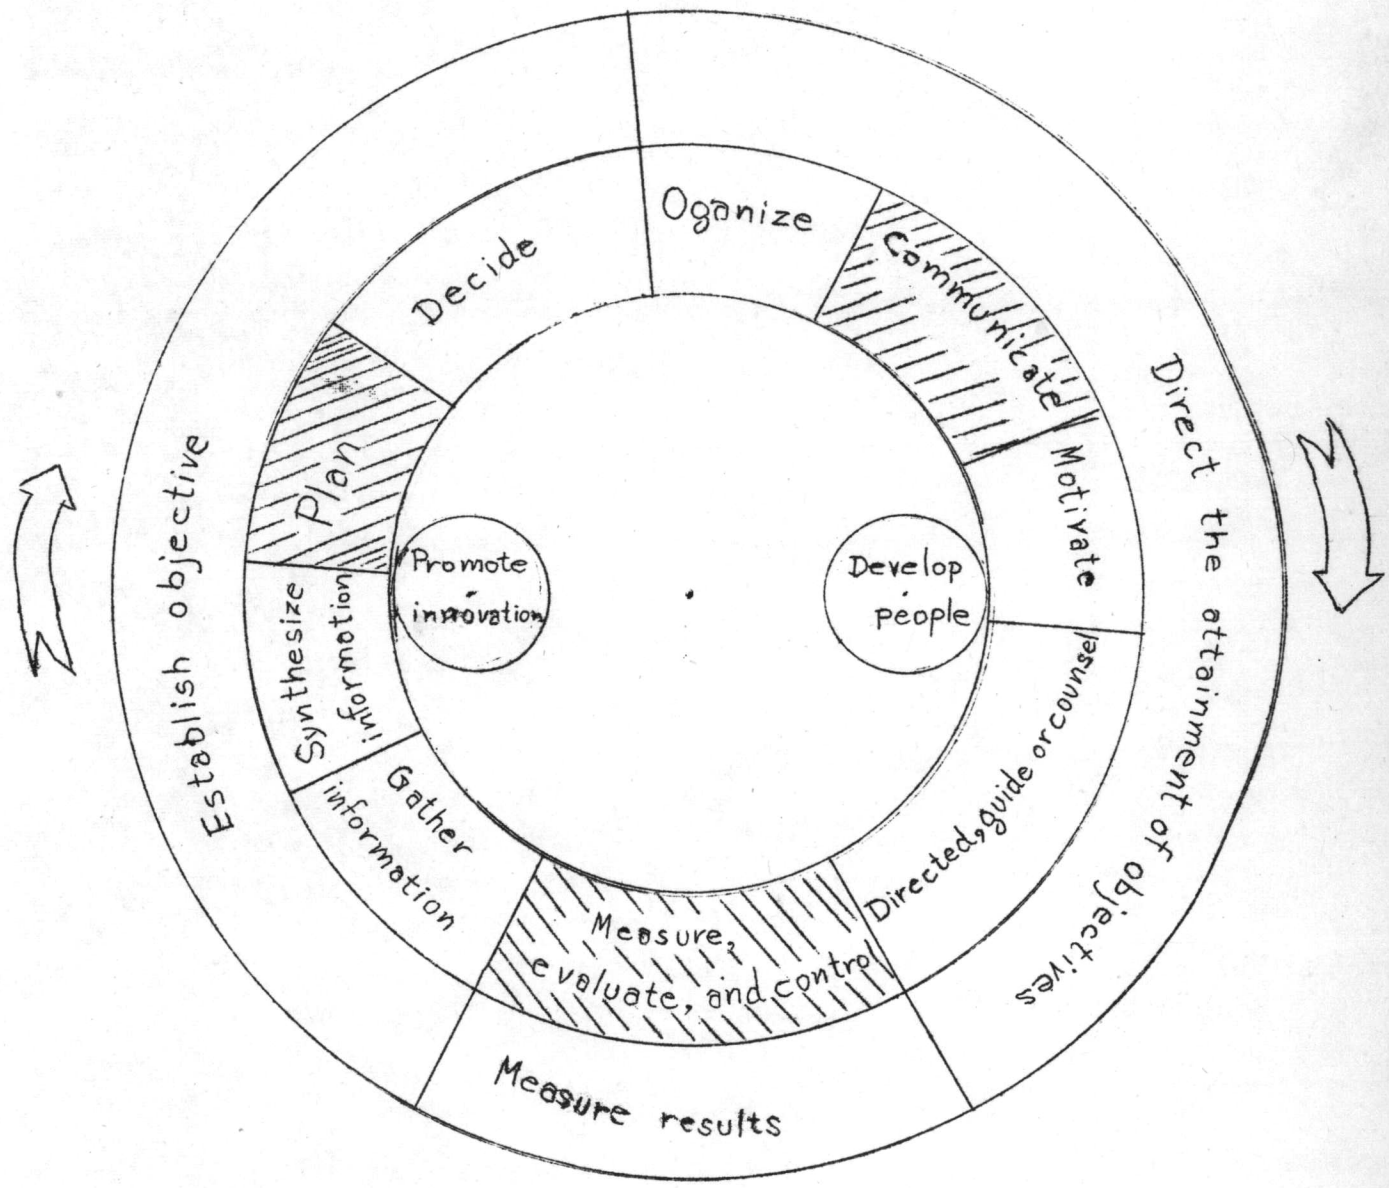 Establish objective
Direct the attainment of objectives
Measure results
Decide
Oganize
Communicate
Motivate
Directed, guide or counsel
Measure,
evaluate, and control
Gather
information
Synthesize
information
Plan
Promote
innovation
Develop
people